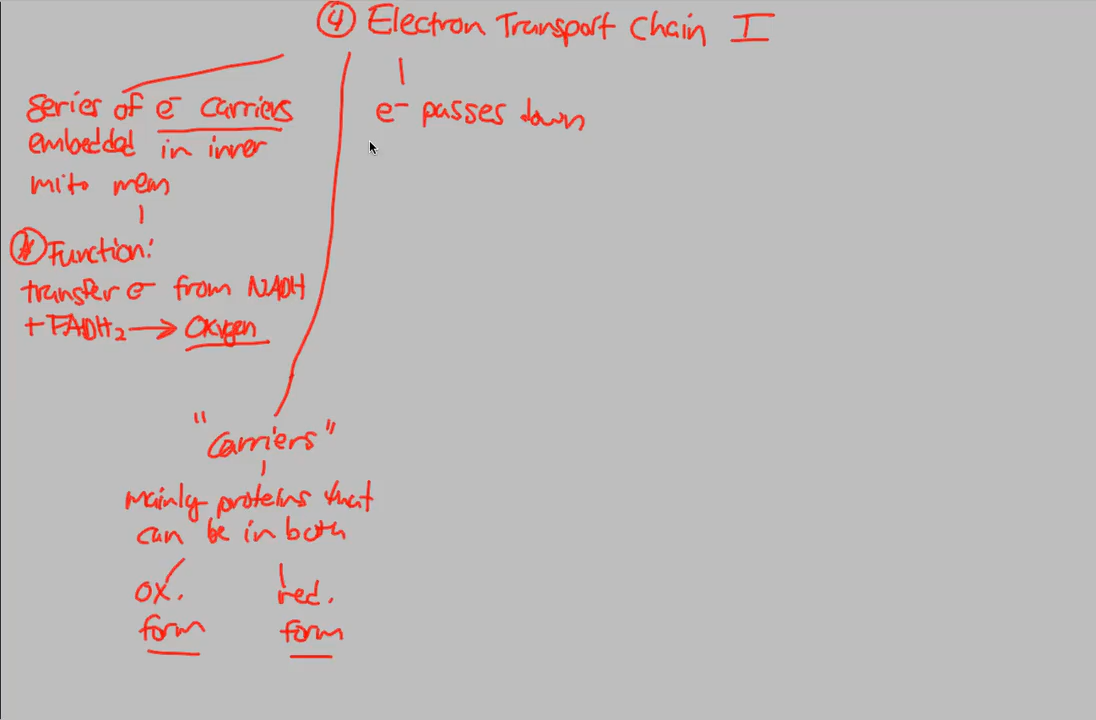 ④ Electron Transport Chain I
series of e⁻ carriers
embedded in inner
mito mem
* Function:
transfer e⁻ from NADH
+ FADH₂ → Oxygen
e⁻ passes down
"Carriers"
mainly proteins that
can be in both
ox. red.
form form